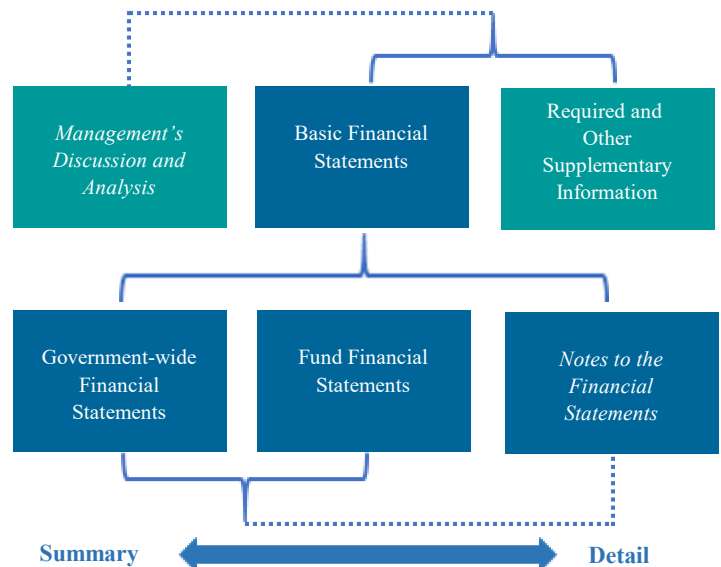 Management’s
Discussion and
Analysis
Basic Financial
Statements
Required and
Other
Supplementary
Information
Government-wide
Financial
Statements
Fund Financial
Statements
Notes to the
Financial
Statements
Summary
Detail